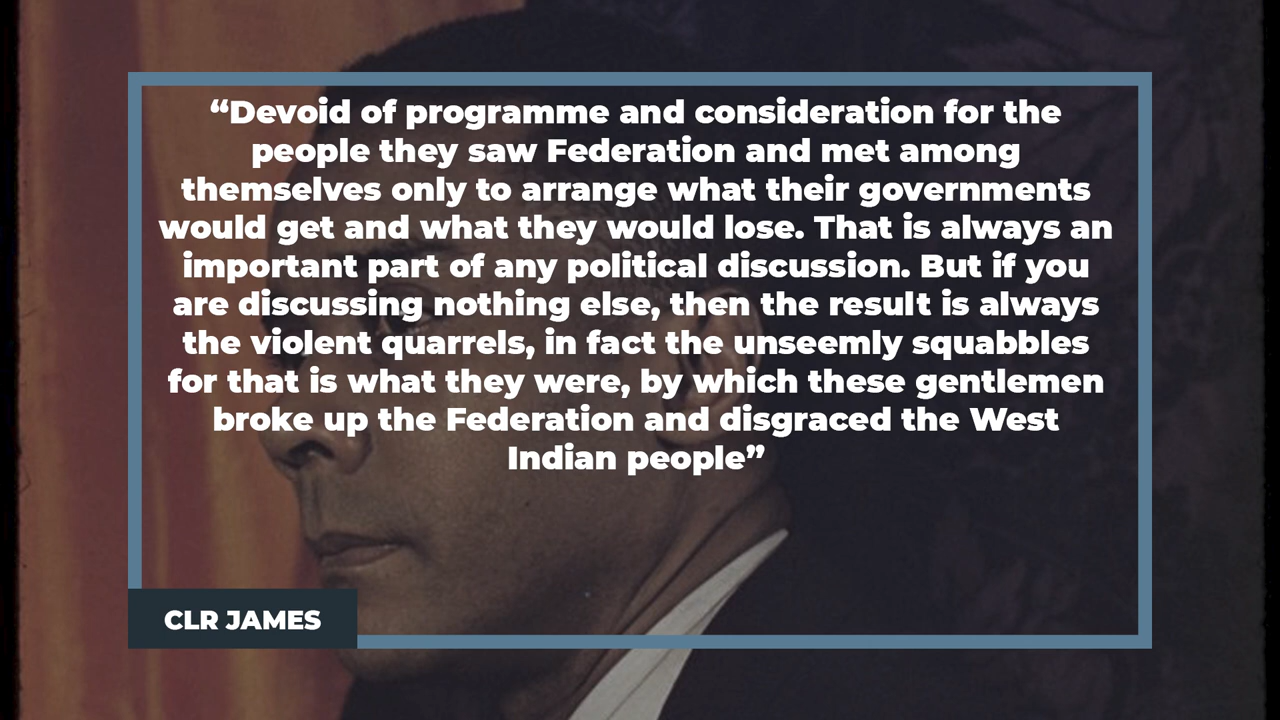 “Devoid of programme and consideration for the
people they saw Federation and met among
themselves only to arrange what their governments
would get and what they would lose. That is always an
important part of any political discussion. But if you
are discussing nothing else, then the result is always
the violent quarrels, in fact the unseemly squabbles
for that is what they were, by which these gentlemen
broke up the Federation and disgraced the West
Indian people”
CLR JAMES